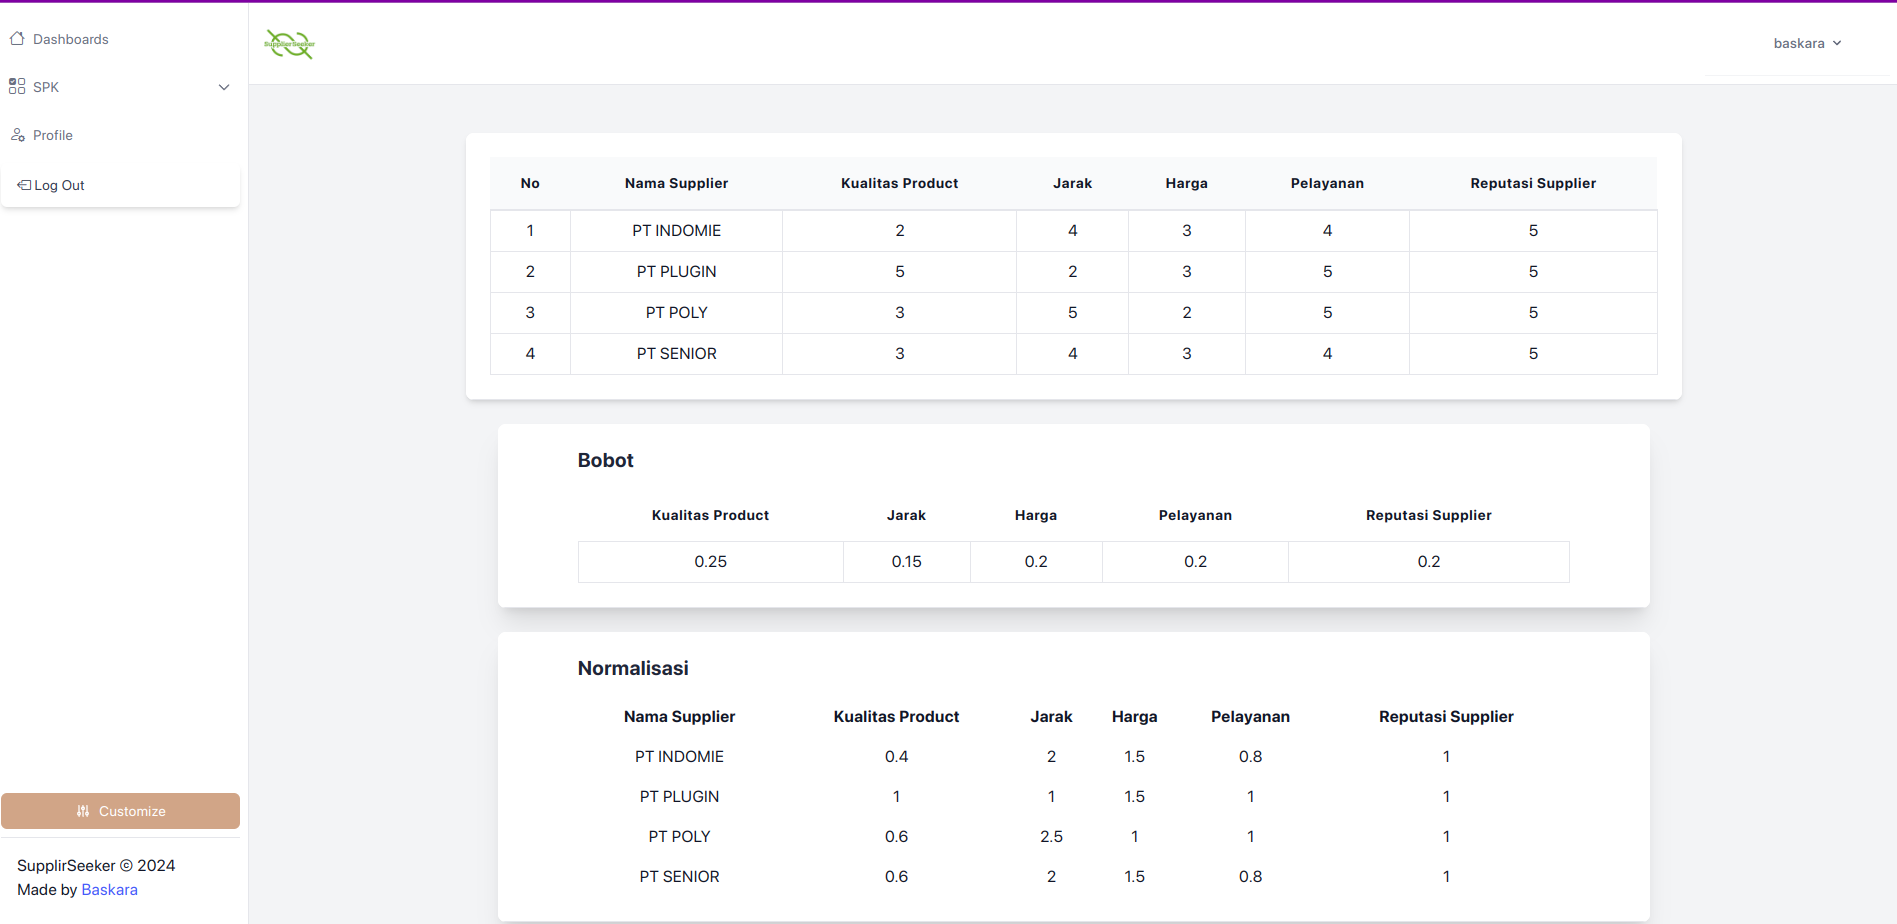 Dashboards
SPK
Profile
Log Out
Customize
SupplirSeeker © 2024
Made by Baskara
SupplierSeeker
baskara
No Nama Supplier Kualitas Product Jarak Harga Pelayanan Reputasi Supplier
1 PT INDOMIE 2 4 3 4 5
2 PT PLUGIN 5 2 3 5 5
3 PT POLY 3 5 2 5 5
4 PT SENIOR 3 4 3 4 5
Bobot
Kualitas Product Jarak Harga Pelayanan Reputasi Supplier
0.25 0.15 0.2 0.2 0.2
Normalisasi
Nama Supplier Kualitas Product Jarak Harga Pelayanan Reputasi Supplier
PT INDOMIE 0.4 2 1.5 0.8 1
PT PLUGIN 1 1 1.5 1 1
PT POLY 0.6 2.5 1 1 1
PT SENIOR 0.6 2 1.5 0.8 1